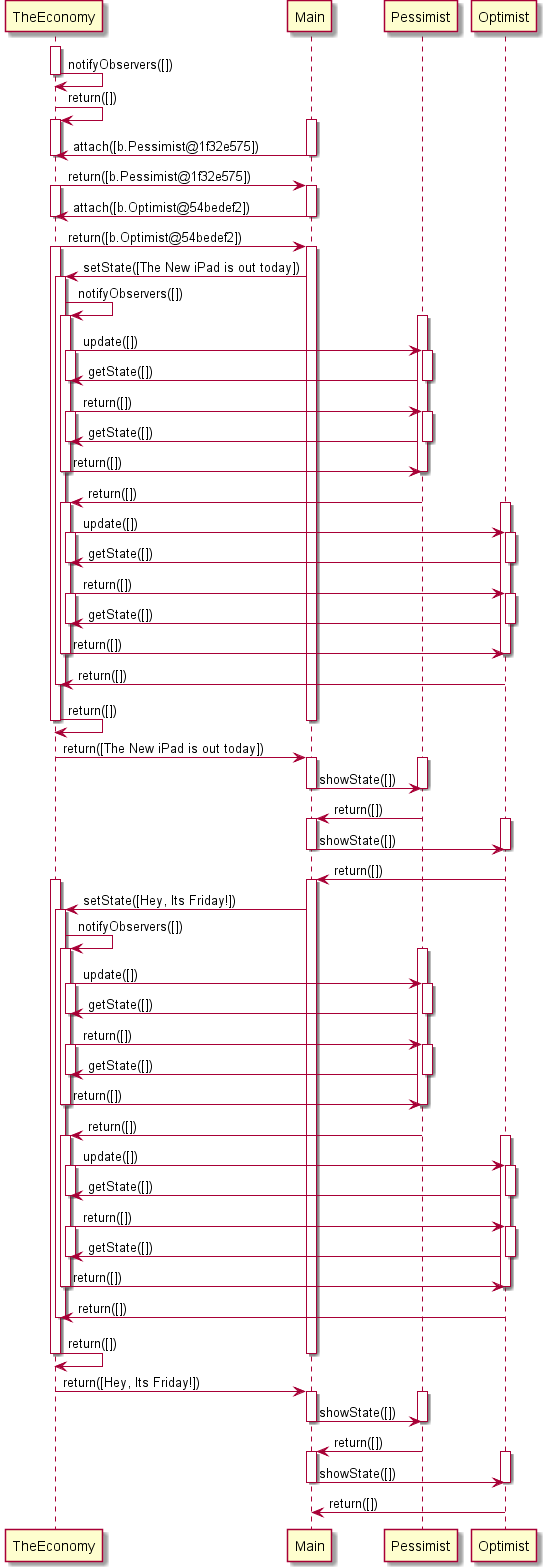 TheEconomy Main Pessimist Optimist
notifyObservers([])
return([])
attach([b.Pessimist@1f32e575])
return([b.Pessimist@1f32e575])
attach([b.Optimist@54bedef2])
return([b.Optimist@54bedef2])
setState([The New iPad is out today])
notifyObservers([])
update([])
getState([])
return([])
getState([])
return([])
return([])
update([])
getState([])
return([])
getState([])
return([])
return([])
return([])
return([The New iPad is out today])
showState([])
return([])
showState([])
return([])
setState([Hey, Its Friday!])
notifyObservers([])
update([])
getState([])
return([])
getState([])
return([])
return([])
update([])
getState([])
return([])
getState([])
return([])
return([])
return([])
return([Hey, Its Friday!])
showState([])
return([])
showState([])
return([])
TheEconomy Main Pessimist Optimist